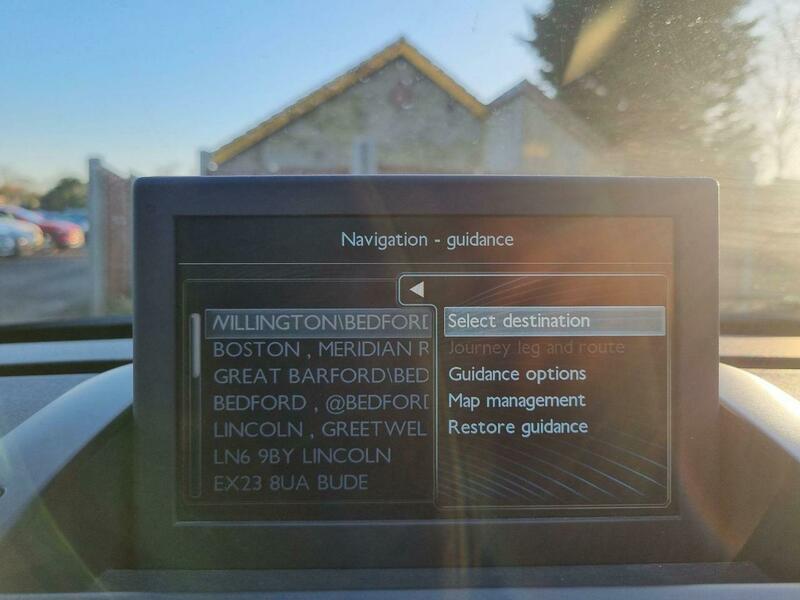 Navigation - guidance
WILLINGTON\BEDFORD
BOSTON , MERIDIAN R
GREAT BARFORD\BED
BEDFORD , @BEDFORD
LINCOLN , GREETWEL
LN6 9BY LINCOLN
EX23 8UA BUDE
Select destination
Journey leg and route
Guidance options
Map management
Restore guidance